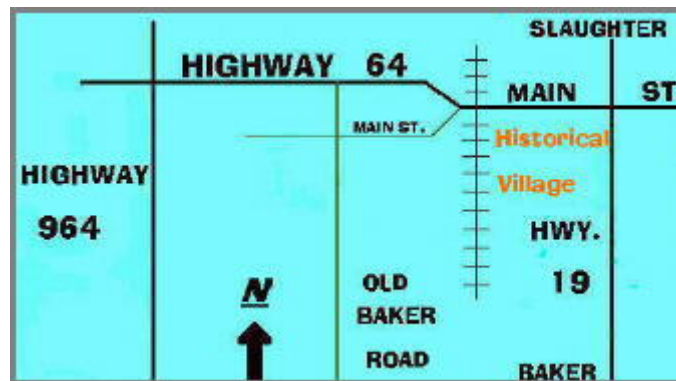 SLAUGHTER
HIGHWAY 64
MAIN ST
MAIN ST.
Historical
Village
HIGHWAY
964
HWY.
19
N
OLD
BAKER
ROAD
BAKER